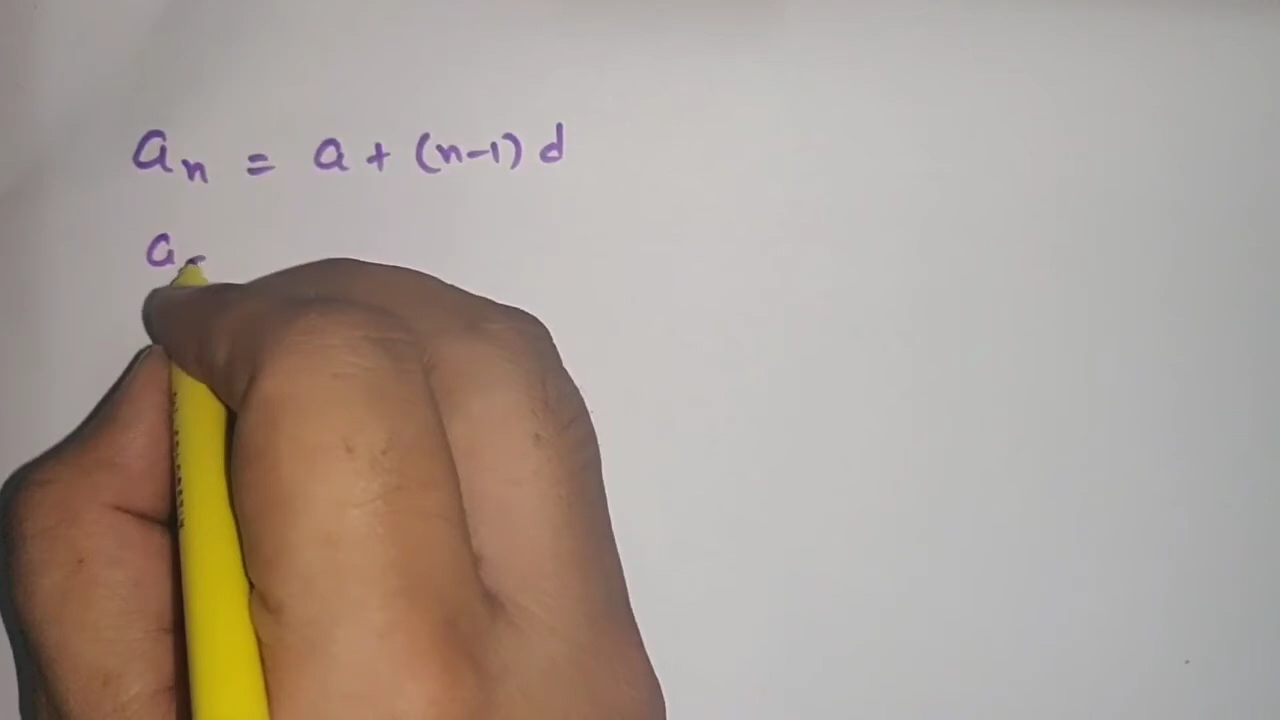 aₙ = a + (n-1) d
a